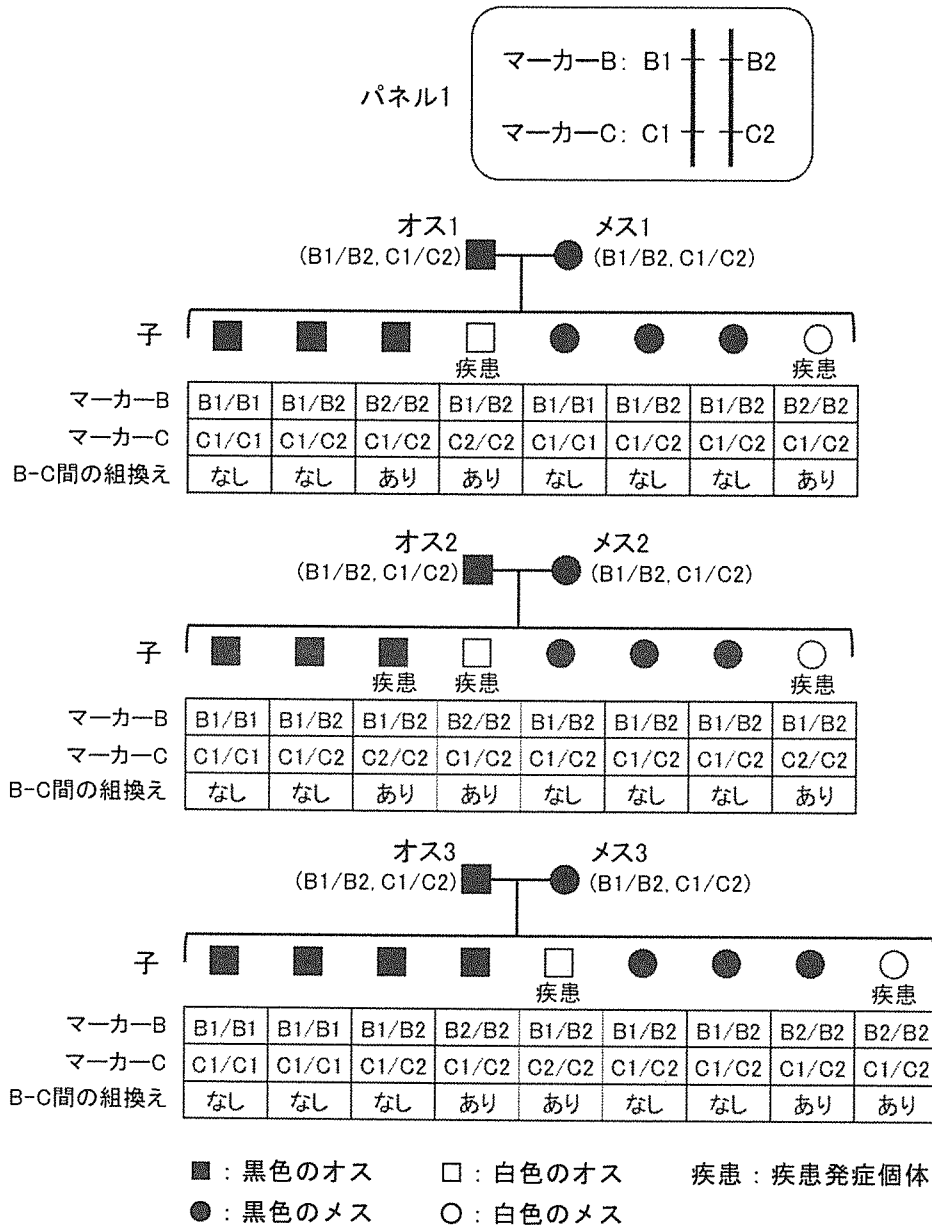 パネル1
マーカーB: B1 B2
マーカーC: C1 C2
オス1 メス1
(B1/B2, C1/C2) (B1/B2, C1/C2)
子
疾患 疾患
マーカーB B1/B1 B1/B2 B2/B2 B1/B2 B1/B1 B1/B2 B1/B2 B2/B2
マーカーC C1/C1 C1/C2 C1/C2 C2/C2 C1/C1 C1/C2 C1/C2 C1/C2
B-C間の組換え なし なし あり あり なし なし なし あり
オス2 メス2
(B1/B2, C1/C2) (B1/B2, C1/C2)
子
疾患 疾患 疾患
マーカーB B1/B1 B1/B2 B1/B2 B2/B2 B1/B2 B1/B2 B1/B2 B1/B2
マーカーC C1/C1 C1/C2 C2/C2 C1/C2 C1/C2 C1/C2 C1/C2 C2/C2
B-C間の組換え なし なし あり あり なし なし なし あり
オス3 メス3
(B1/B2, C1/C2) (B1/B2, C1/C2)
子
疾患 疾患
マーカーB B1/B1 B1/B1 B1/B2 B2/B2 B1/B2 B1/B2 B1/B2 B2/B2 B2/B2
マーカーC C1/C1 C1/C1 C1/C2 C1/C2 C2/C2 C1/C2 C1/C2 C1/C2 C1/C2
B-C間の組換え なし なし なし あり あり なし なし あり あり
■：黒色のオス □：白色のオス 疾患：疾患発症個体
●：黒色のメス ○：白色のメス